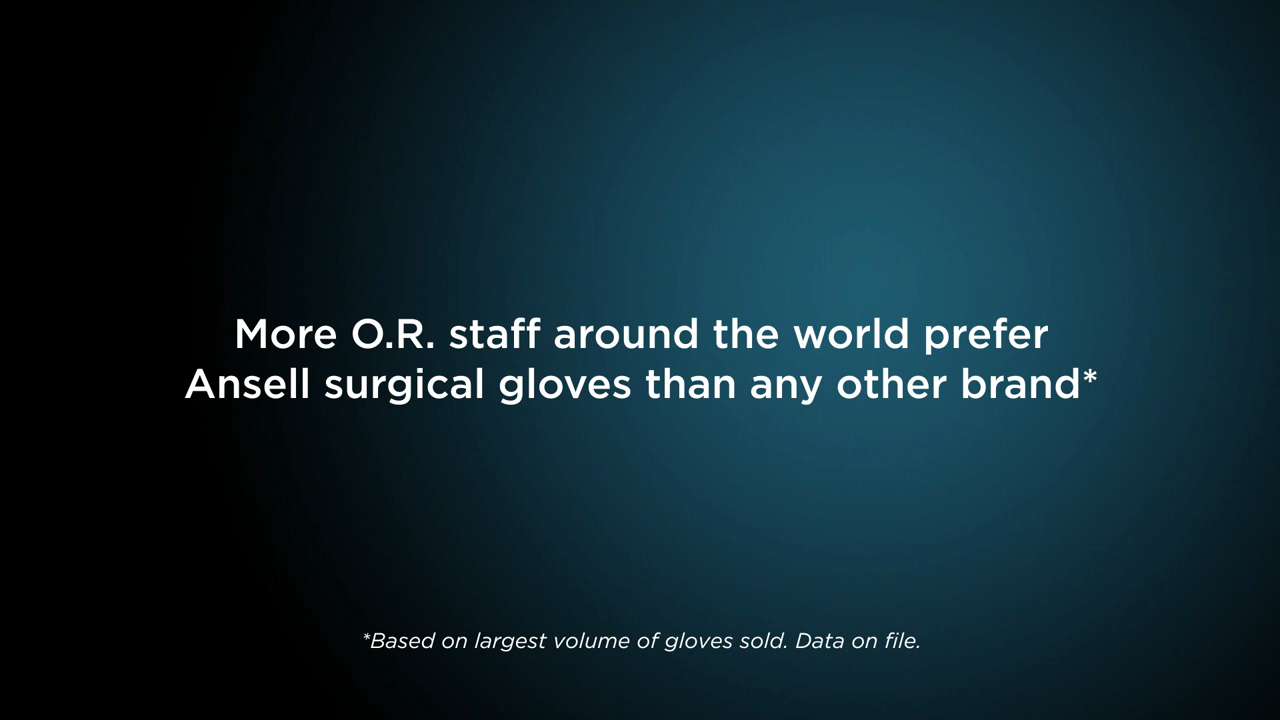 More O.R. staff around the world prefer
Ansell surgical gloves than any other brand*
*Based on largest volume of gloves sold. Data on file.